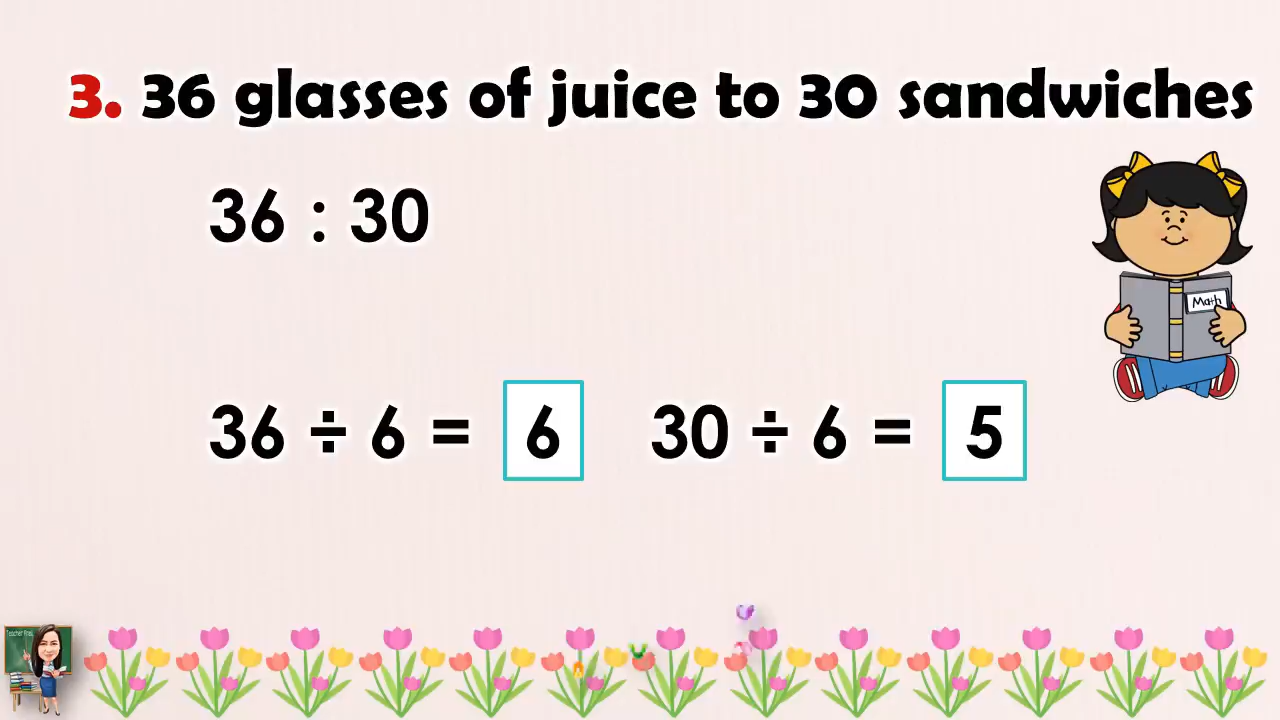 3. 36 glasses of juice to 30 sandwiches
36 : 30
Math
36 ÷ 6 = 6 30 ÷ 6 = 5